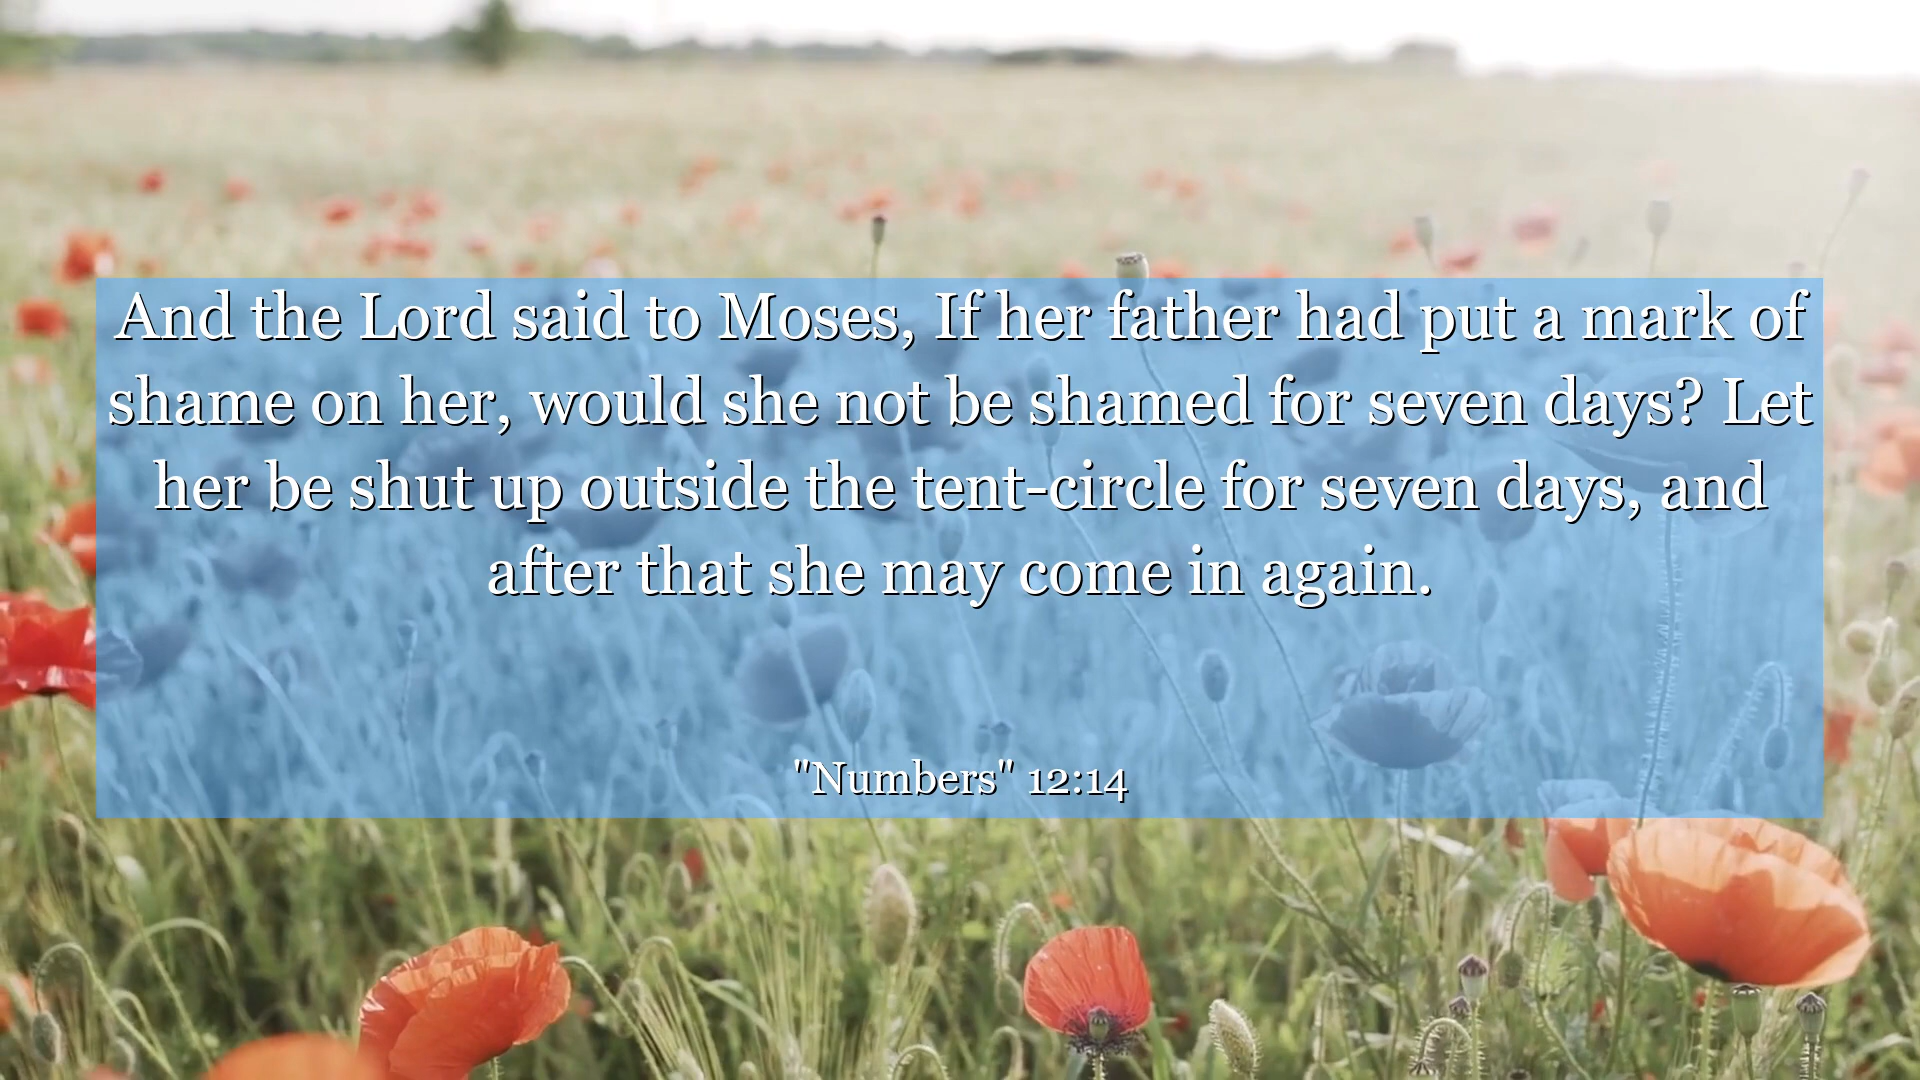 And the Lord said to Moses, If her father had put a mark of
shame on her, would she not be shamed for seven days? Let
her be shut up outside the tent-circle for seven days, and
after that she may come in again.
"Numbers" 12:14